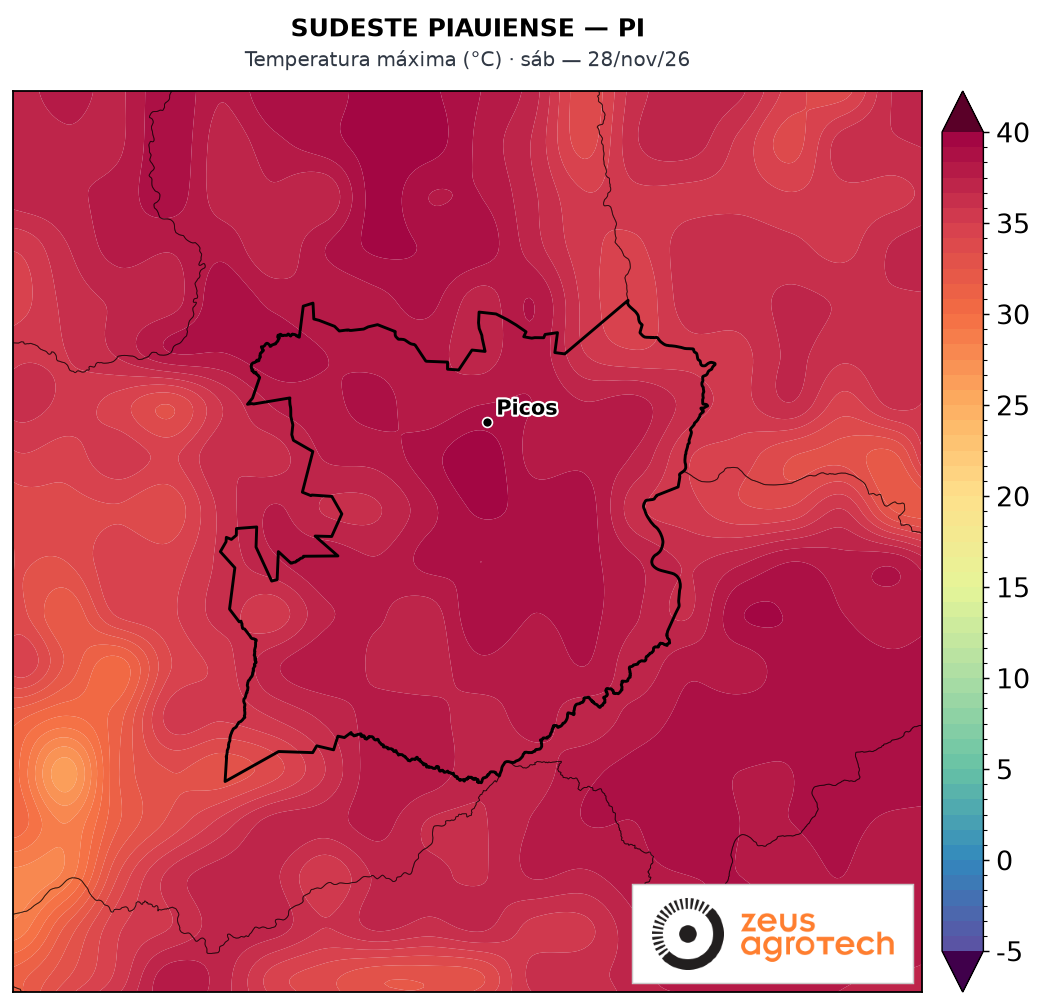 SUDESTE PIAUIENSE — PI
Temperatura máxima (°C) · sáb — 28/nov/26
40
35
30
25
20
15
10
5
0
-5
Picos
zeus
agrotech